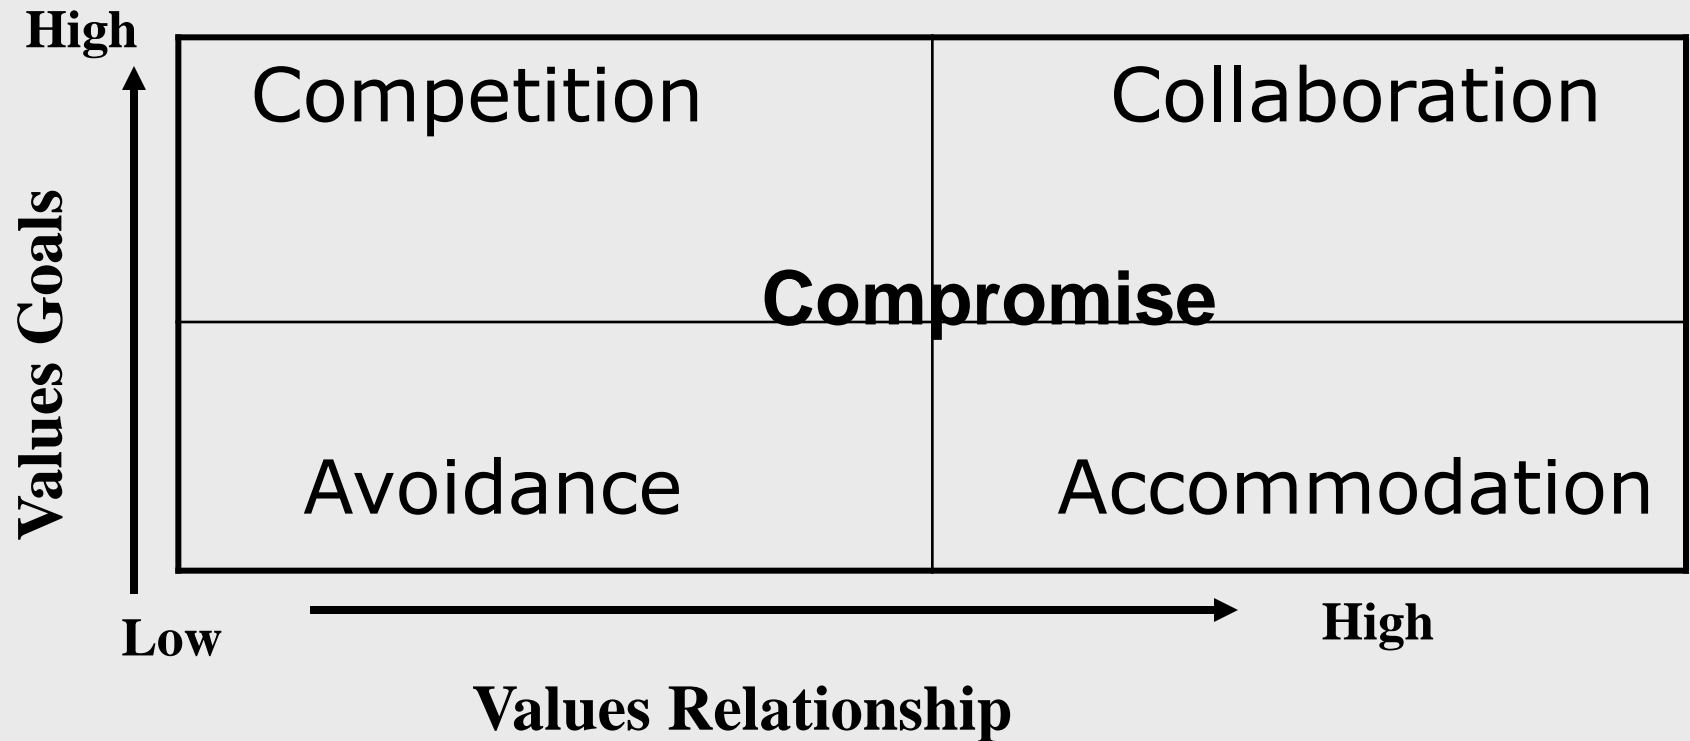 High
Competition
Collaboration
Values Goals
Compromise
Avoidance
Accommodation
Low
High
Values Relationship